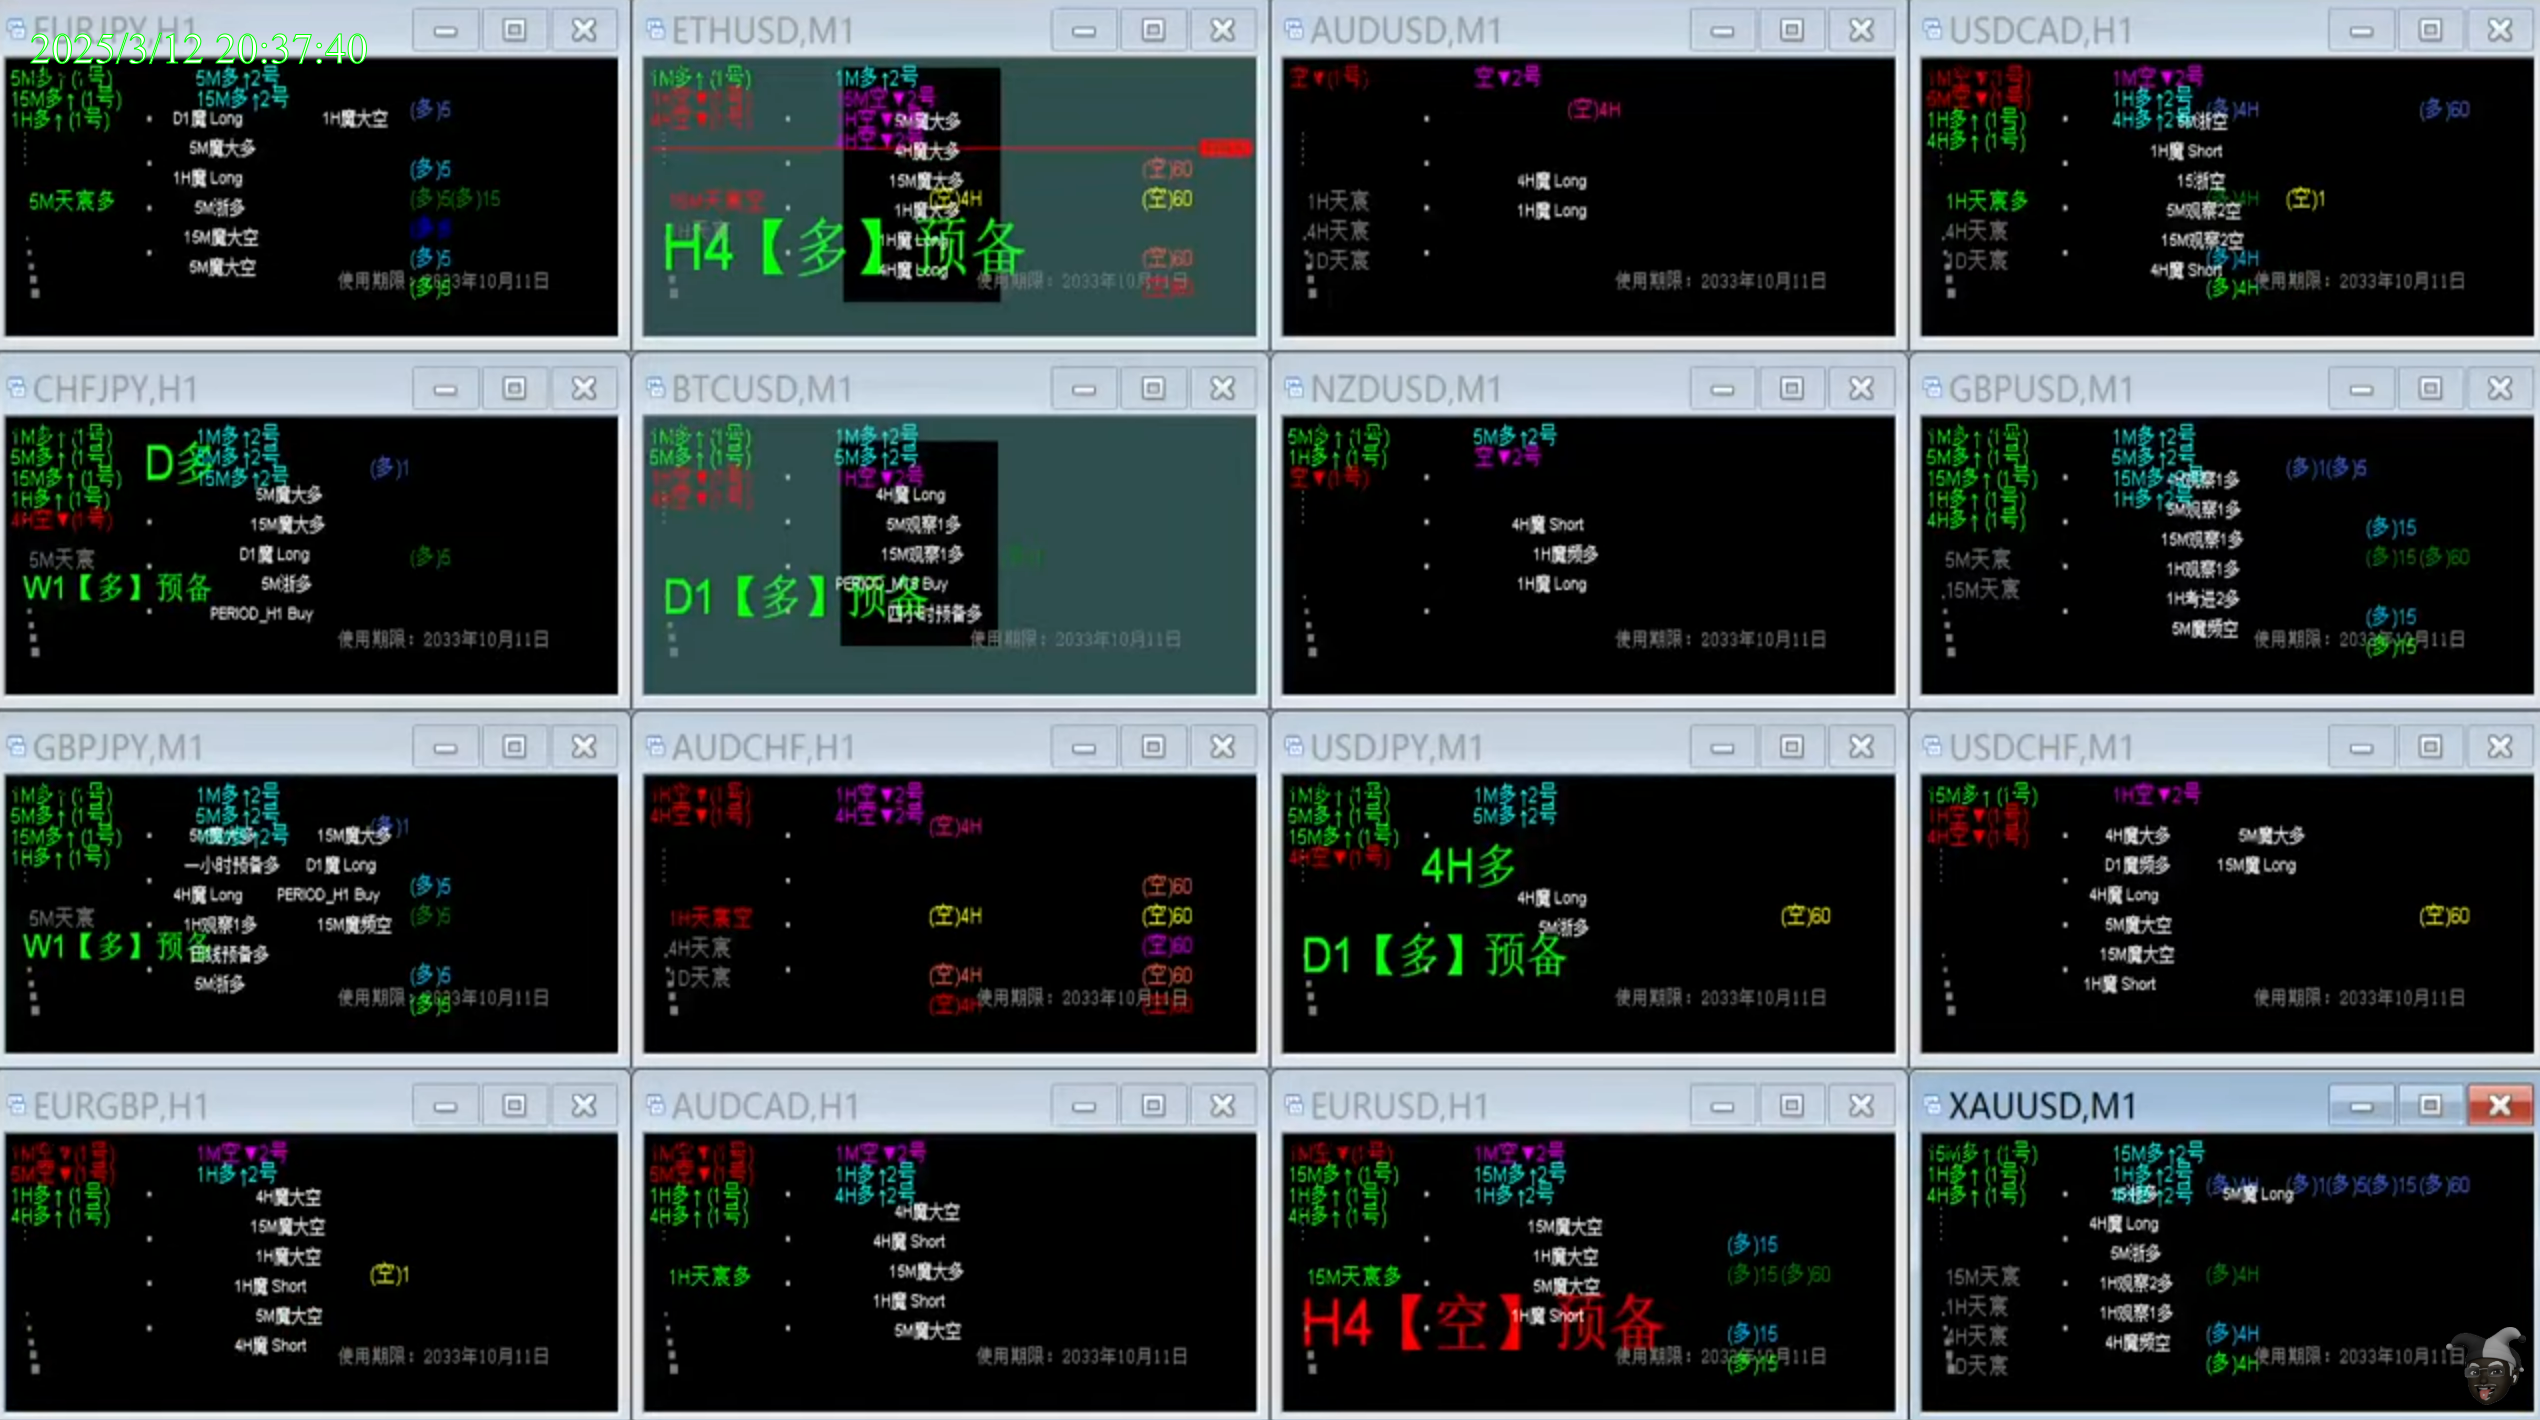 2025/3/12 20:37:40
EURJPY,H1
5M多↑(1号) 5M多↑2号
15M多↑(1号) 15M多↑2号
1H多↑(1号) D1魔 Long 1H魔大空 (多)5
5M魔大多
1H魔 Long (多)5
5M天宸多 5M浙多 (多)5(多)15
15M魔大空
5M魔大空 (多)5
使用期限：2033年10月11日
(多)5
ETHUSD,M1
1M多↑(1号) 1M多↑2号
15M空▼2号
5M魔大多
4H魔大多
15M魔大多 (空)60
15M天宸空 (空)4H (空)60
1H魔大多
H4【多】预备
1H魔 Long
4H魔 Long (空)60
使用期限：2033年10月11日
AUDUSD,M1
空▼(1号) 空▼2号
(空)4H
4H魔 Long
1H天宸 1H魔 Long
4H天宸
1D天宸
使用期限：2033年10月11日
USDCAD,H1
1M空▼(1号) 1M空▼2号
5M空▼(1号) 1H多↑2号 (多)4H (多)60
1H多↑(1号) 4H多↑2号 5M浙空
4H多↑(1号) 1H魔 Short
15浙空
1H天宸多 (多)4H (空)1
5M观察2空
4H天宸 15M观察2空
1D天宸 4H魔 Short (多)4H
(多)4H 使用期限：2033年10月11日
CHFJPY,H1
1M多↑(1号) 1M多↑2号
5M多↑(1号) D多 5M多↑2号 (多)1
15M多↑(1号) 15M多↑2号
1H多↑(1号) 5M魔大多
4H空▼(1号) 15M魔大多
5M天宸 D1魔 Long (多)5
W1【多】预备 5M浙多
PERIOD_H1 Buy
使用期限：2033年10月11日
BTCUSD,M1
1M多↑(1号) 1M多↑2号
5M多↑(1号) 5M多↑2号
1H空▼(1号) 1H空▼2号
4H空▼(1号) 4H魔 Long
5M观察1多
15M观察1多
D1【多】预备 PERIOD_M15 Buy
四小时预备多
使用期限：2033年10月11日
NZDUSD,M1
5M多↑(1号) 5M多↑2号
1H多↑(1号) 空▼2号
空▼(1号)
4H魔 Short
1H魔频多
1H魔 Long
使用期限：2033年10月11日
GBPUSD,M1
1M多↑(1号) 1M多↑2号
5M多↑(1号) 5M多↑2号 (多)1(多)5
15M多↑(1号) 4H观察1多
1H多↑(1号) 1H多↑2号 5M观察1多
4H多↑(1号) (多)15
15M观察1多
5M天宸 1H观察1多 (多)15(多)60
15M天宸 1H考进2多
5M魔频空 (多)15
使用期限：2033年10月11日
(多)15
GBPJPY,M1
1M多↑(1号) 1M多↑2号
5M多↑(1号) 5M多↑2号 (多)1
15M多↑(1号) 5M魔大多 15M魔大多
1H多↑(1号) 一小时预备多 D1魔 Long
4H魔 Long PERIOD_H1 Buy (多)5
5M天宸 1H观察1多 15M魔频空 (多)5
W1【多】预备 日线预备多
5M浙多 (多)5
使用期限：2033年10月11日
(多)5
AUDCHF,H1
1H空▼(1号) 1H空▼2号
4H空▼(1号) 4H空▼2号 (空)4H
(空)60
1H天宸空 (空)4H (空)60
4H天宸 (空)60
1D天宸 (空)4H (空)60
(空)4H 使用期限：2033年10月11日
USDJPY,M1
1M多↑(1号) 1M多↑2号
5M多↑(1号) 5M多↑2号
15M多↑(1号)
4H空▼(1号) 4H多
4H魔 Long
5M浙多 (空)60
D1【多】预备
使用期限：2033年10月11日
USDCHF,M1
15M多↑(1号) 1H空▼2号
1H空▼(1号)
4H空▼(1号) 4H魔大多 5M魔大多
D1魔频多 15M魔 Long
4H魔 Long
5M魔大空 (空)60
15M魔大空
1H魔 Short
使用期限：2033年10月11日
EURGBP,H1
1M空▼(1号) 1M空▼2号
5M空▼(1号) 1H多↑2号
1H多↑(1号) 4H魔大空
4H多↑(1号) 15M魔大空
1H魔大空
1H魔 Short (空)1
5M魔大空
4H魔 Short
使用期限：2033年10月11日
AUDCAD,H1
1M空▼(1号) 1M空▼2号
5M空▼(1号) 1H多↑2号
1H多↑(1号) 4H多↑2号
4H多↑(1号) 4H魔大空
4H魔 Short
1H天宸多 15M魔大多
1H魔 Short
5M魔大空
使用期限：2033年10月11日
EURUSD,H1
1M空▼(1号) 1M空▼2号
15M多↑(1号) 15M多↑2号
1H多↑(1号) 1H多↑2号
4H多↑(1号) 15M魔大空
1H魔大空 (多)15
15M天宸多 5M魔大空 (多)15(多)60
H4【空】预备 1H魔 Short
(多)15
使用期限：2033年10月11日
(多)15
XAUUSD,M1
15M多↑(1号) 15M多↑2号
1H多↑(1号) 1H多↑2号 (多)1(多)5(多)15(多)60
4H多↑(1号) 5M魔 Long
4H魔 Long
5M浙多
15M天宸 1H观察2多 (多)4H
1H天宸 1H观察1多
4H天宸 4H魔频空 (多)4H
D天宸 (多)4H 使用期限：2033年10月11日